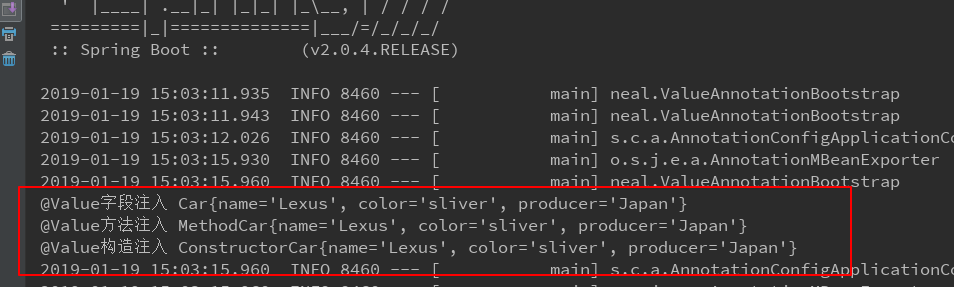 ' |____| .__|_| |_|_| |_\__, | / / / /
=========|_|==============|___/=/_/_/_/
:: Spring Boot :: (v2.0.4.RELEASE)
2019-01-19 15:03:11.935 INFO 8460 --- [ main] neal.ValueAnnotationBootstrap
2019-01-19 15:03:11.943 INFO 8460 --- [ main] neal.ValueAnnotationBootstrap
2019-01-19 15:03:12.026 INFO 8460 --- [ main] s.c.a.AnnotationConfigApplicationCo
2019-01-19 15:03:15.930 INFO 8460 --- [ main] o.s.j.e.a.AnnotationMBeanExporter
2019-01-19 15:03:15.960 INFO 8460 --- [ main] neal.ValueAnnotationBootstrap
@Value字段注入 Car{name='Lexus', color='sliver', producer='Japan'}
@Value方法注入 MethodCar{name='Lexus', color='sliver', producer='Japan'}
@Value构造注入 ConstructorCar{name='Lexus', color='sliver', producer='Japan'}
2019-01-19 15:03:15.960 INFO 8460 --- [ main] s.c.a.AnnotationConfigApplicationCo